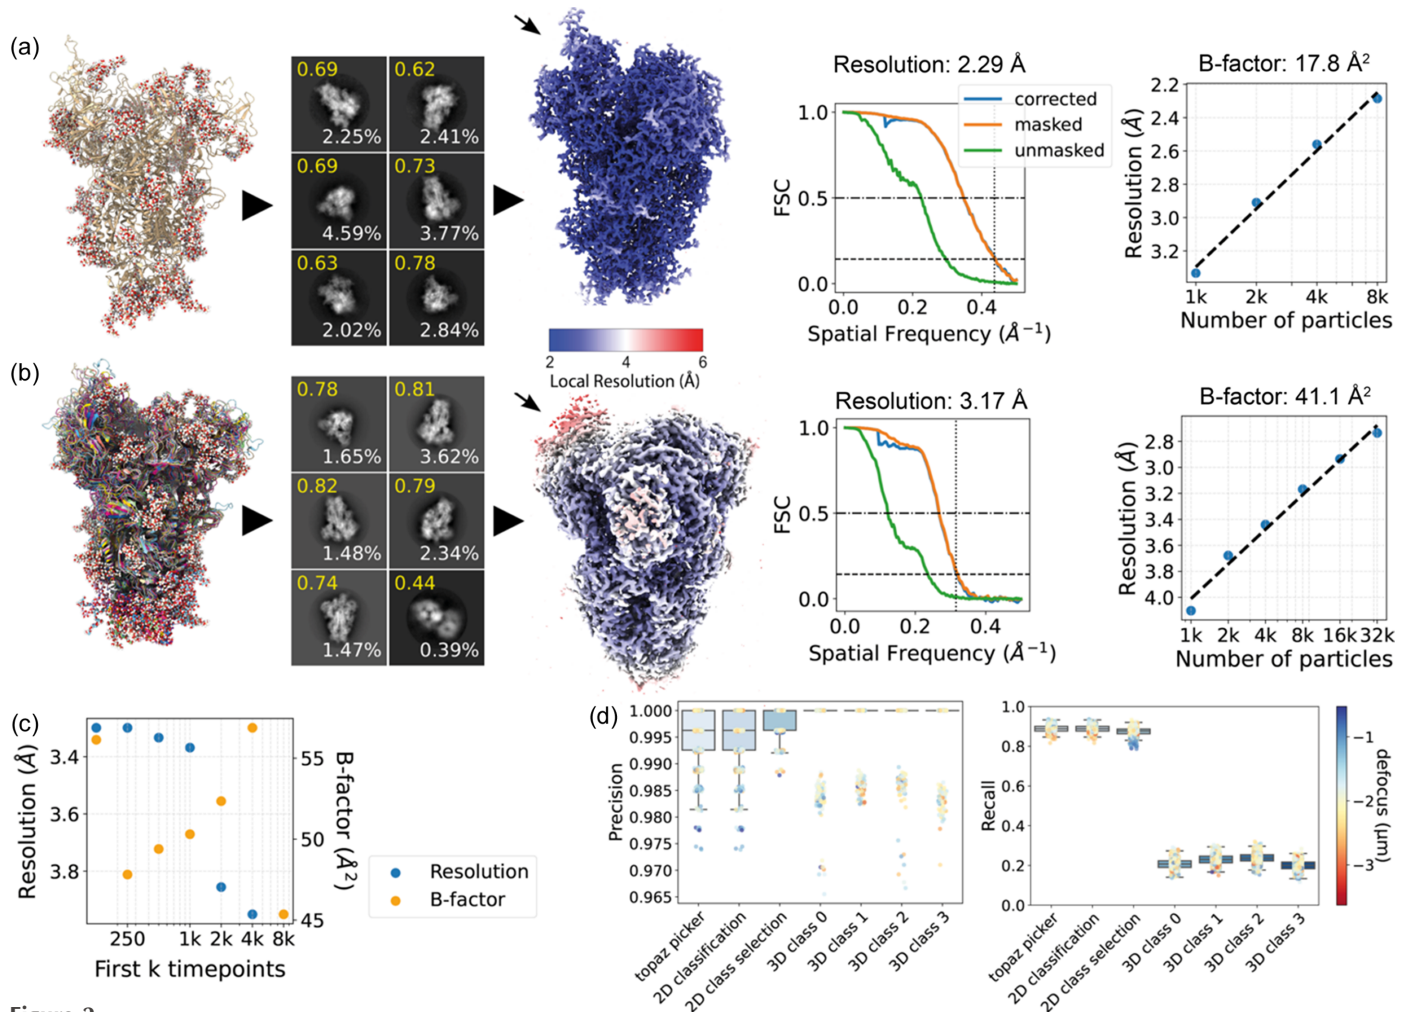 (a)
0.69
2.25%
0.62
2.41%
0.69
4.59%
0.73
3.77%
0.63
2.02%
0.78
2.84%
2
4
6
Local Resolution (Å)
Resolution: 2.29 Å
corrected
masked
unmasked
1.0
0.5
0.0
FSC
0.0
0.2
0.4
Spatial Frequency (Å⁻¹)
B-factor: 17.8 Å²
2.2
2.4
2.6
2.8
3.0
3.2
Resolution (Å)
1k
2k
4k
8k
Number of particles
(b)
0.78
1.65%
0.81
3.62%
0.82
1.48%
0.79
2.34%
0.74
1.47%
0.44
0.39%
Resolution: 3.17 Å
1.0
0.5
0.0
FSC
0.0
0.2
0.4
Spatial Frequency (Å⁻¹)
B-factor: 41.1 Å²
2.8
3.0
3.2
3.4
3.6
3.8
4.0
Resolution (Å)
1k
2k
4k
8k
16k
32k
Number of particles
(c)
3.4
3.6
3.8
Resolution (Å)
55
50
45
B-factor (Å²)
250
1k
2k
4k
8k
First k timepoints
Resolution
B-factor
(d)
1.000
0.995
0.990
0.985
0.980
0.975
0.970
0.965
Precision
topaz picker
2D classification
2D class selection
3D class 0
3D class 1
3D class 2
3D class 3
1.0
0.8
0.6
0.4
0.2
0.0
Recall
topaz picker
2D classification
2D class selection
3D class 0
3D class 1
3D class 2
3D class 3
−1
−2
−3
defocus (μm)